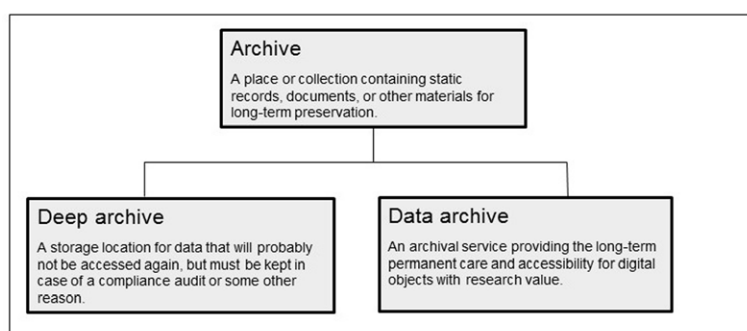 Archive
A place or collection containing static
records, documents, or other materials for
long-term preservation.
Deep archive
A storage location for data that will probably
not be accessed again, but must be kept in
case of a compliance audit or some other
reason.
Data archive
An archival service providing the long-term
permanent care and accessibility for digital
objects with research value.